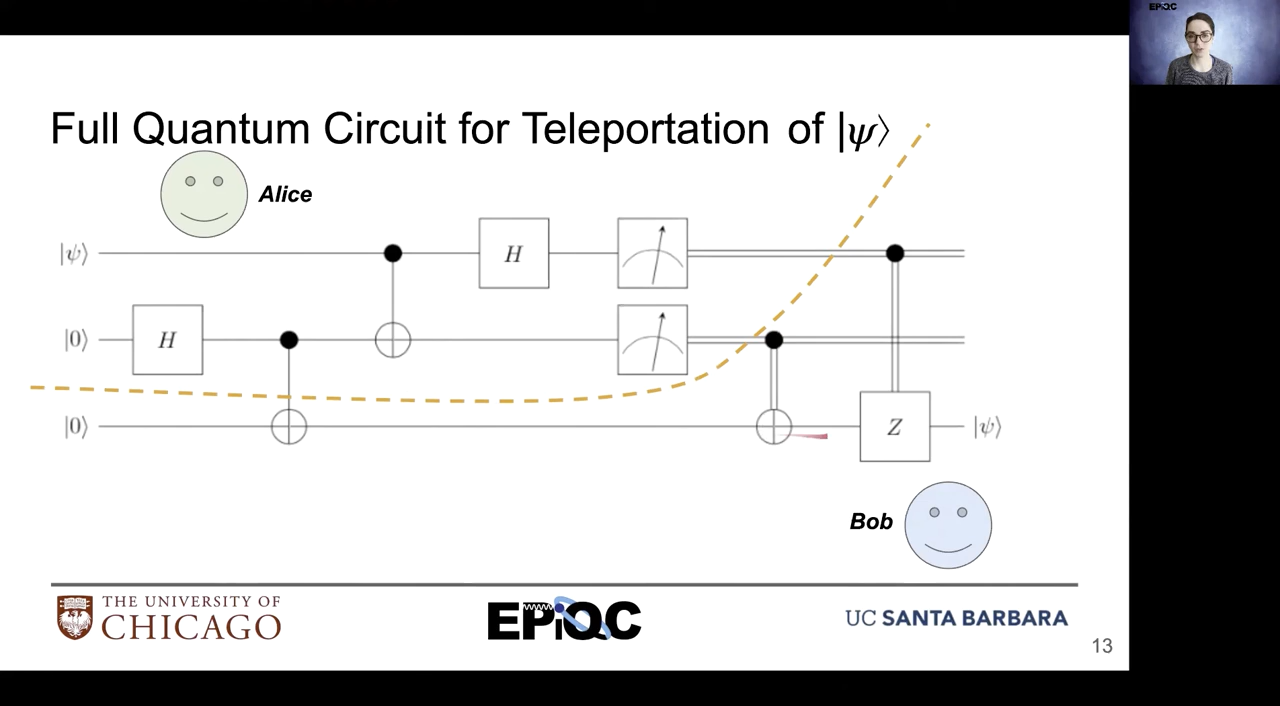 EPiQC
Full Quantum Circuit for Teleportation of |ψ⟩
Alice
|ψ⟩
H
|0⟩
H
|0⟩
Z
|ψ⟩
Bob
THE UNIVERSITY OF
CHICAGO
EPiQC
UC SANTA BARBARA
13